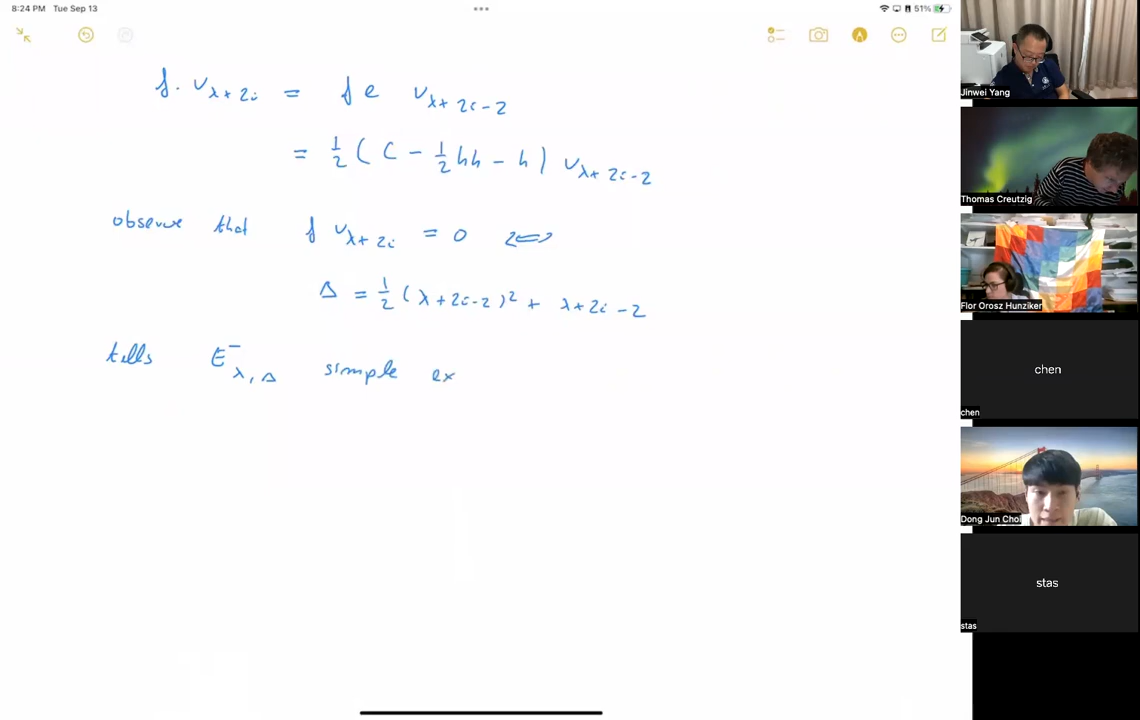 8:24 PM Tue Sep 13
51%
f. v_{λ+2i} = f e v_{λ+2i-2}
= 1/2 ( C - 1/2 hh - h ) v_{λ+2i-2}
observe that f v_{λ+2i} = 0 <=>
Δ = 1/2 (λ+2i-2)² + λ+2i-2
tells E^-_{λ,Δ} simple ex
Jinwei Yang
Thomas Creutzig
Flor Orosz Hunziker
chen
chen
Dong Jun Choi
stas
stas